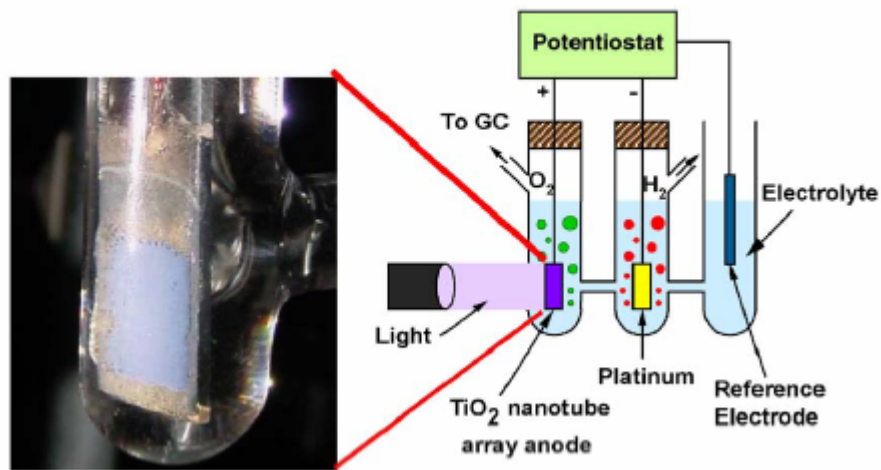 Potentiostat
+
-
To GC
O₂
H₂
Electrolyte
Light
Platinum
TiO₂ nanotube
array anode
Reference
Electrode